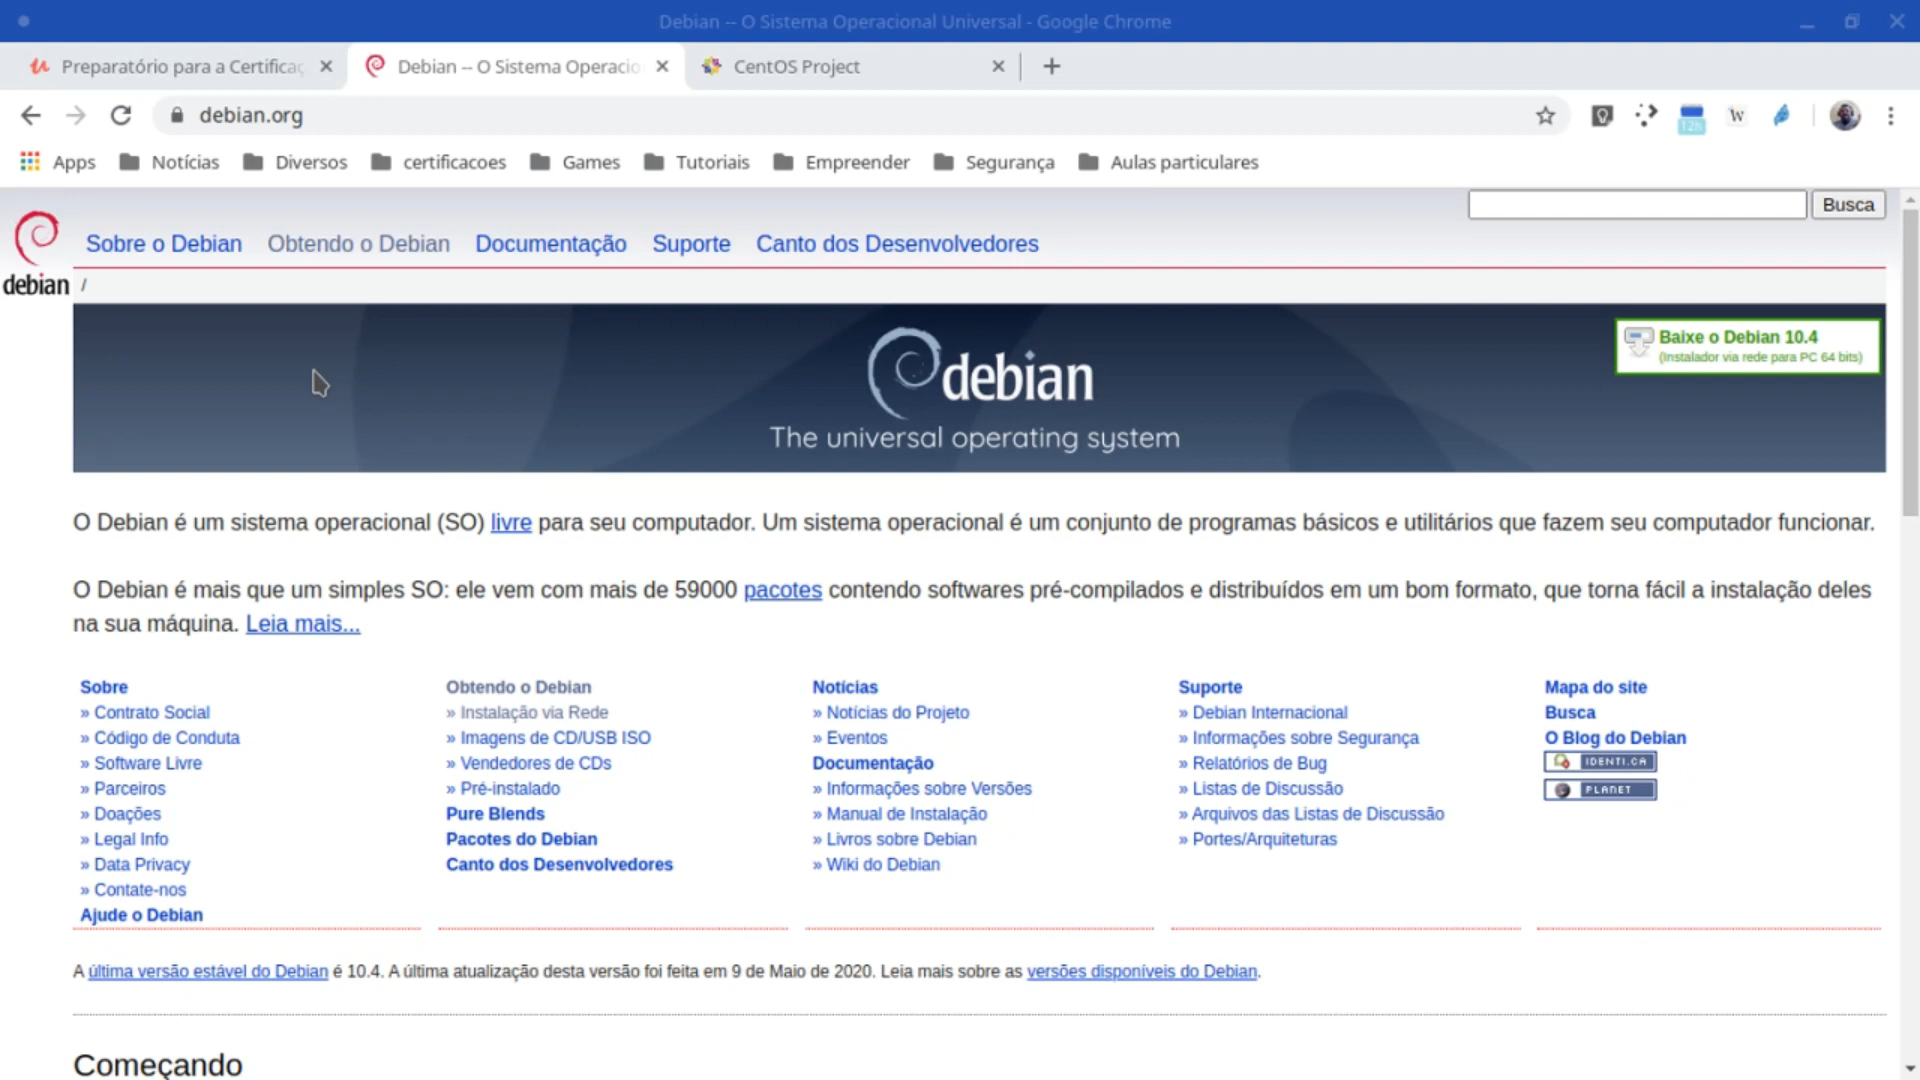 Debian -- O Sistema Operacional Universal - Google Chrome
Preparatório para a Certificaç
Debian -- O Sistema Operacio
CentOS Project
debian.org
12h
W
Apps Notícias Diversos certificacoes Games Tutoriais Empreender Segurança Aulas particulares
Busca
Sobre o Debian Obtendo o Debian Documentação Suporte Canto dos Desenvolvedores
debian /
debian
The universal operating system
Baixe o Debian 10.4
(Instalador via rede para PC 64 bits)
O Debian é um sistema operacional (SO) livre para seu computador. Um sistema operacional é um conjunto de programas básicos e utilitários que fazem seu computador funcionar.
O Debian é mais que um simples SO: ele vem com mais de 59000 pacotes contendo softwares pré-compilados e distribuídos em um bom formato, que torna fácil a instalação deles
na sua máquina. Leia mais...
Sobre
» Contrato Social
» Código de Conduta
» Software Livre
» Parceiros
» Doações
» Legal Info
» Data Privacy
» Contate-nos
Ajude o Debian
Obtendo o Debian
» Instalação via Rede
» Imagens de CD/USB ISO
» Vendedores de CDs
» Pré-instalado
Pure Blends
Pacotes do Debian
Canto dos Desenvolvedores
Notícias
» Notícias do Projeto
» Eventos
Documentação
» Informações sobre Versões
» Manual de Instalação
» Livros sobre Debian
» Wiki do Debian
Suporte
» Debian Internacional
» Informações sobre Segurança
» Relatórios de Bug
» Listas de Discussão
» Arquivos das Listas de Discussão
» Portes/Arquiteturas
Mapa do site
Busca
O Blog do Debian
IDENTI.CA
PLANET
A última versão estável do Debian é 10.4. A última atualização desta versão foi feita em 9 de Maio de 2020. Leia mais sobre as versões disponíveis do Debian.
Começando